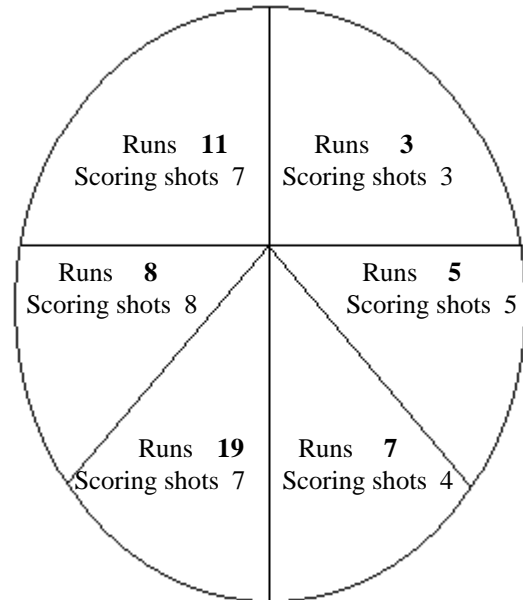 Runs 11
Scoring shots 7
Runs 3
Scoring shots 3
Runs 8
Scoring shots 8
Runs 5
Scoring shots 5
Runs 19
Scoring shots 7
Runs 7
Scoring shots 4